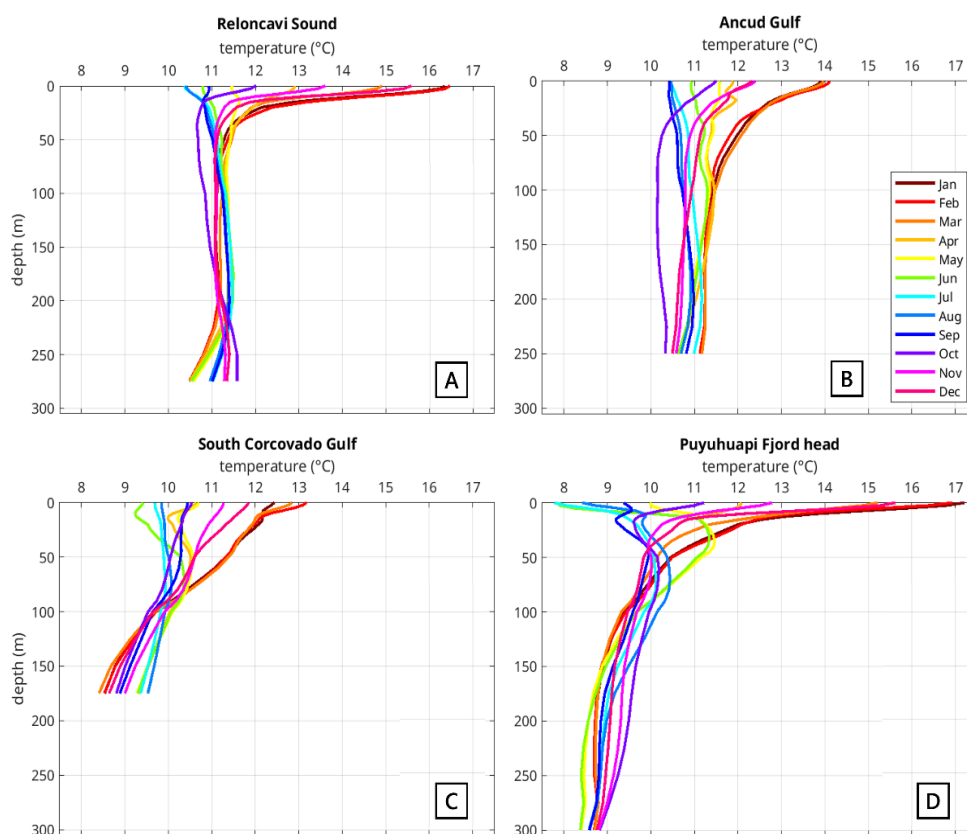 Reloncavi Sound
temperature (°C)
8 9 10 11 12 13 14 15 16 17
0
50
100
150
200
250
300
depth (m)
A
Ancud Gulf
temperature (°C)
8 9 10 11 12 13 14 15 16 17
0
50
100
150
200
250
300
B
Jan
Feb
Mar
Apr
May
Jun
Jul
Aug
Sep
Oct
Nov
Dec
South Corcovado Gulf
temperature (°C)
8 9 10 11 12 13 14 15 16 17
0
50
100
150
200
250
300
depth (m)
C
Puyuhuapi Fjord head
temperature (°C)
8 9 10 11 12 13 14 15 16 17
0
50
100
150
200
250
300
D